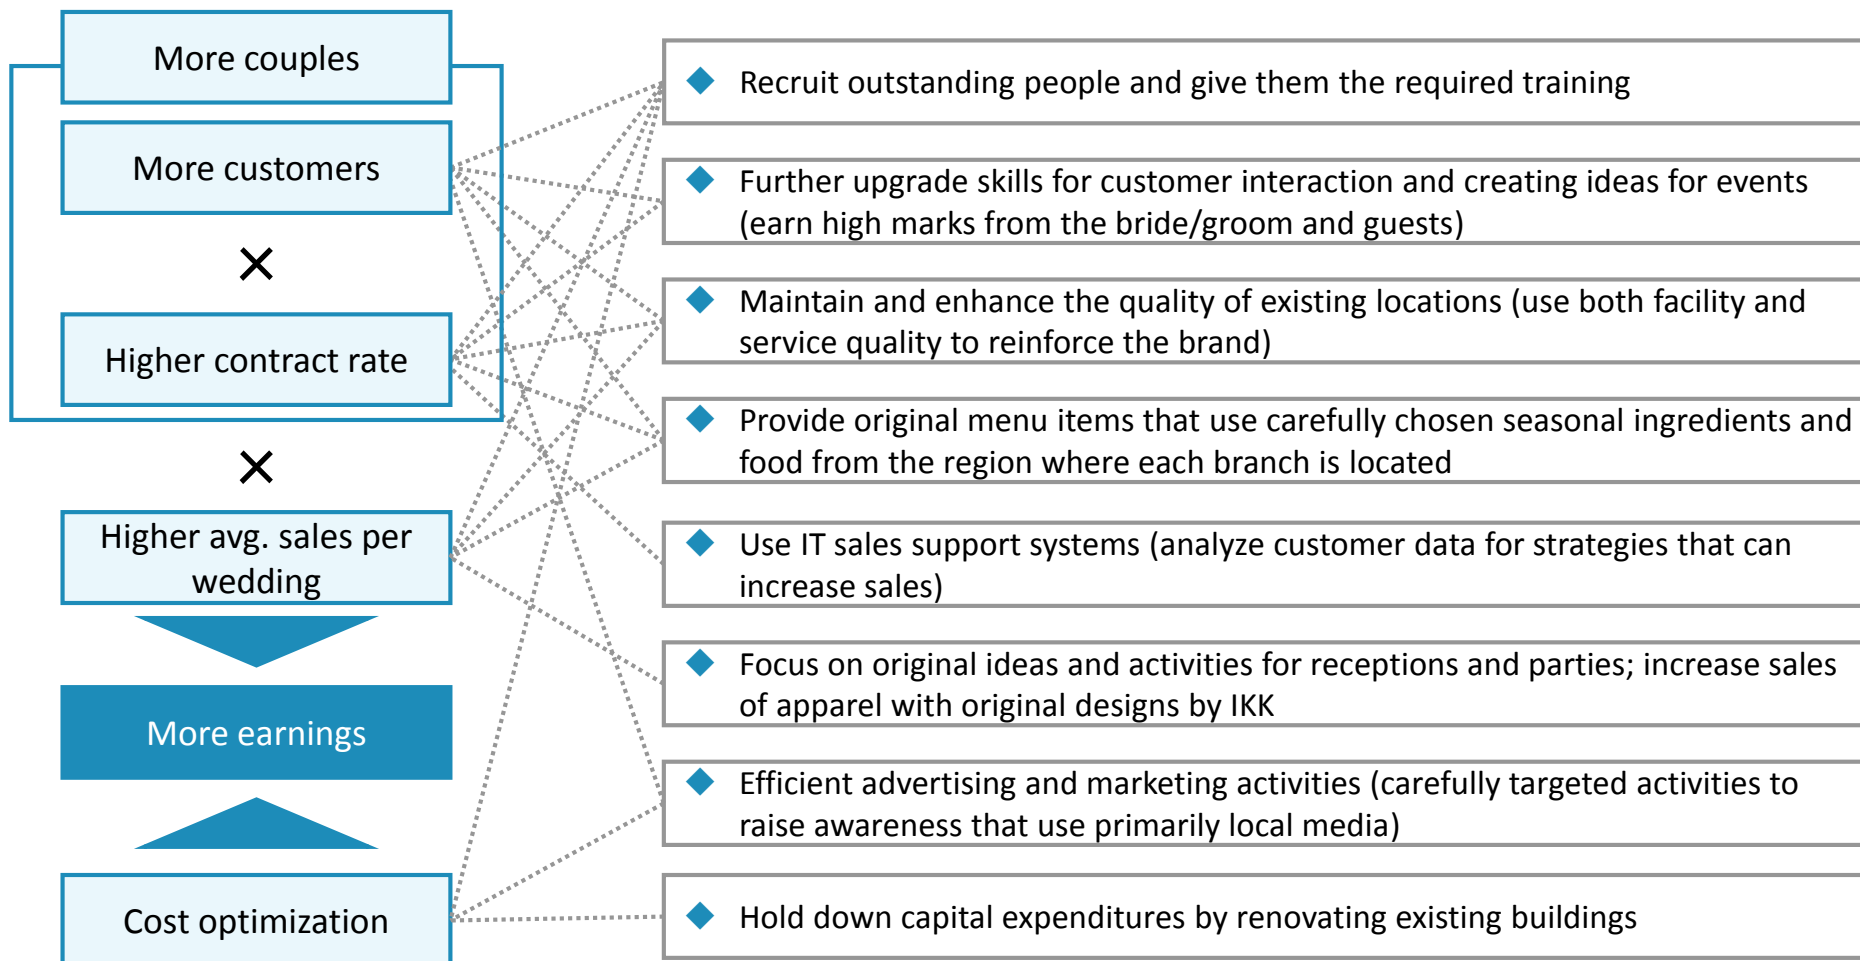 More couples
More customers
×
Higher contract rate
×
Higher avg. sales per
wedding
More earnings
Cost optimization
Recruit outstanding people and give them the required training
Further upgrade skills for customer interaction and creating ideas for events
(earn high marks from the bride/groom and guests)
Maintain and enhance the quality of existing locations (use both facility and
service quality to reinforce the brand)
Provide original menu items that use carefully chosen seasonal ingredients and
food from the region where each branch is located
Use IT sales support systems (analyze customer data for strategies that can
increase sales)
Focus on original ideas and activities for receptions and parties; increase sales
of apparel with original designs by IKK
Efficient advertising and marketing activities (carefully targeted activities to
raise awareness that use primarily local media)
Hold down capital expenditures by renovating existing buildings